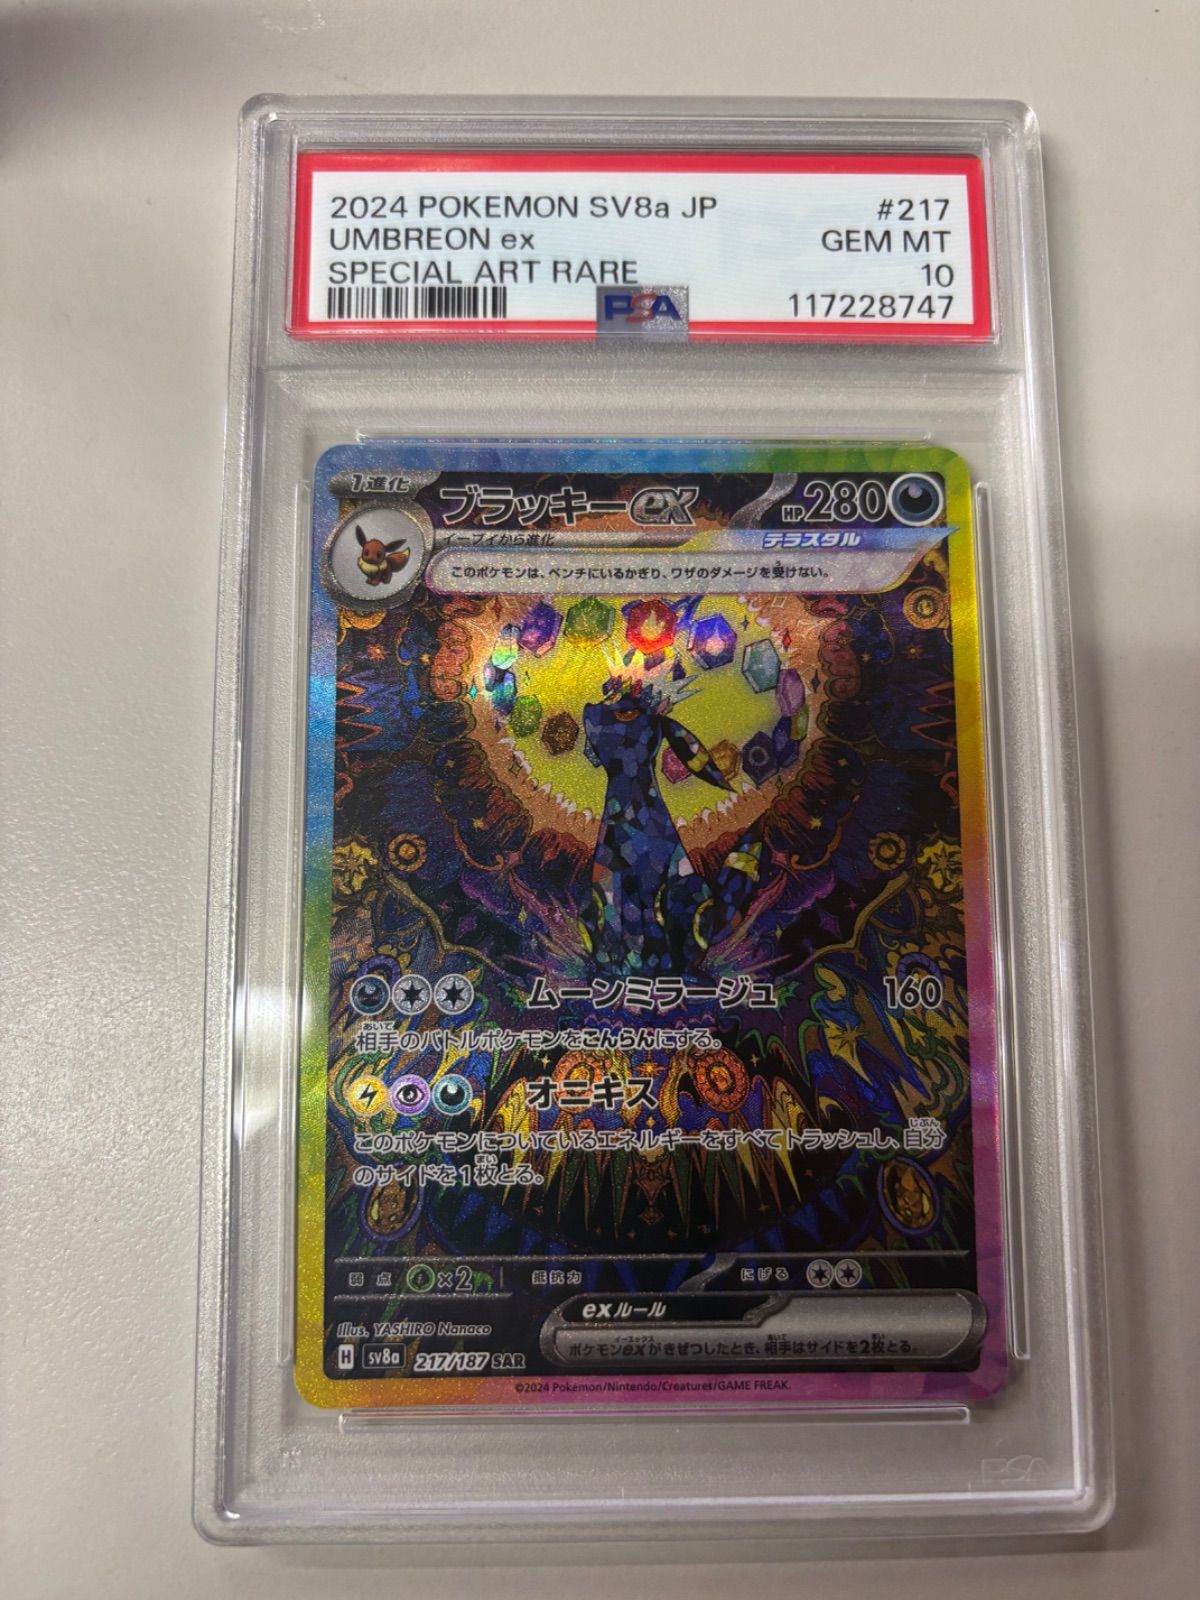 2024 POKEMON SV8a JP #217
UMBREON ex GEM MT
SPECIAL ART RARE 10
PSA 117228747
1進化 ブラッキーex HP280
イーブイから進化 テラスタル
このポケモンは、ベンチにいるかぎり、ワザのダメージを受けない。
ムーンミラージュ 160
相手のバトルポケモンをこんらんにする。
オニキス
このポケモンについているエネルギーをすべてトラッシュし、自分
のサイドを1枚とる。
弱点 ×2 抵抗力 にげる
exルール
ポケモンexがきぜつしたとき、相手はサイドを2枚とる。
Illus. YASHIRO Nanaco
H sv8a 217/187 SAR
©2024 Pokémon/Nintendo/Creatures/GAME FREAK.
PSA